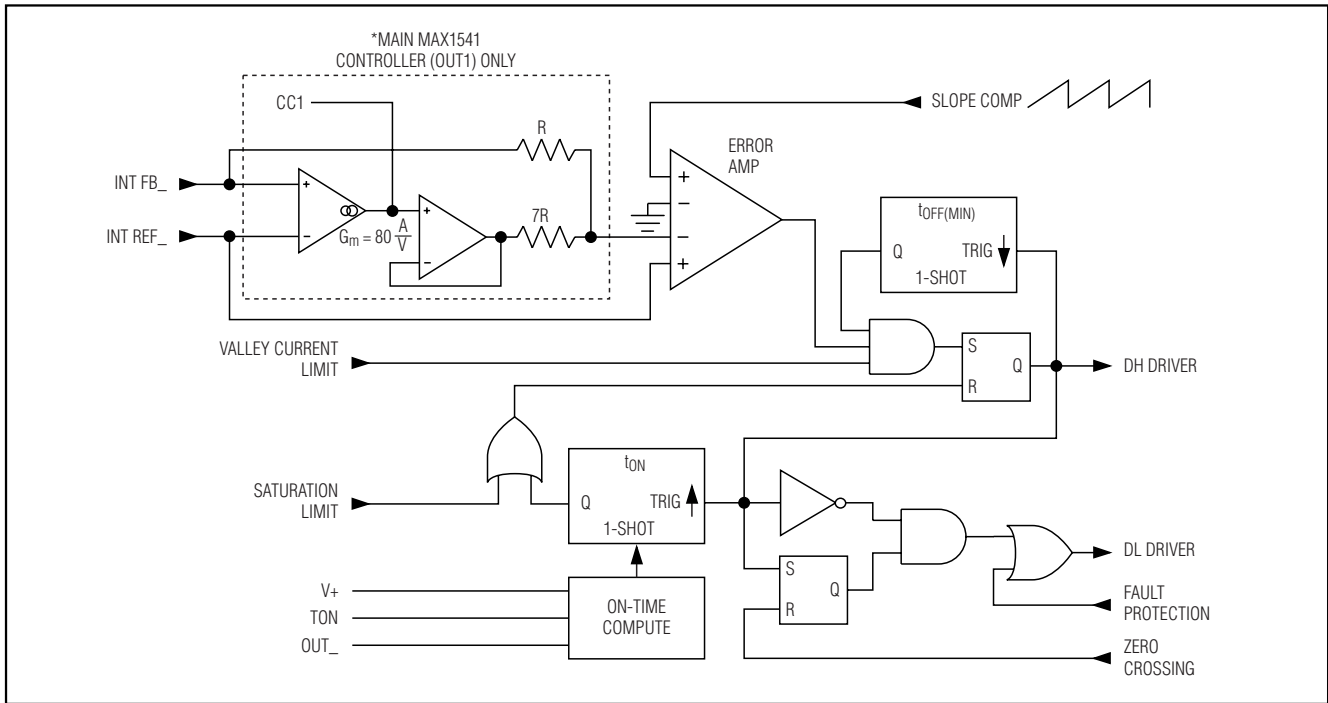 *MAIN MAX1541
CONTROLLER (OUT1) ONLY
CC1
SLOPE COMP
R
ERROR
AMP
INT FB_
+
+
tOFF(MIN)
+
−
7R
INT REF_
−
Gm = 80 A/V
−
−
Q
TRIG
+
1-SHOT
VALLEY CURRENT
LIMIT
S
Q
DH DRIVER
R
tON
SATURATION
LIMIT
Q
TRIG
1-SHOT
DL DRIVER
S
V+
Q
FAULT
PROTECTION
ON-TIME
COMPUTE
R
TON
OUT_
ZERO
CROSSING